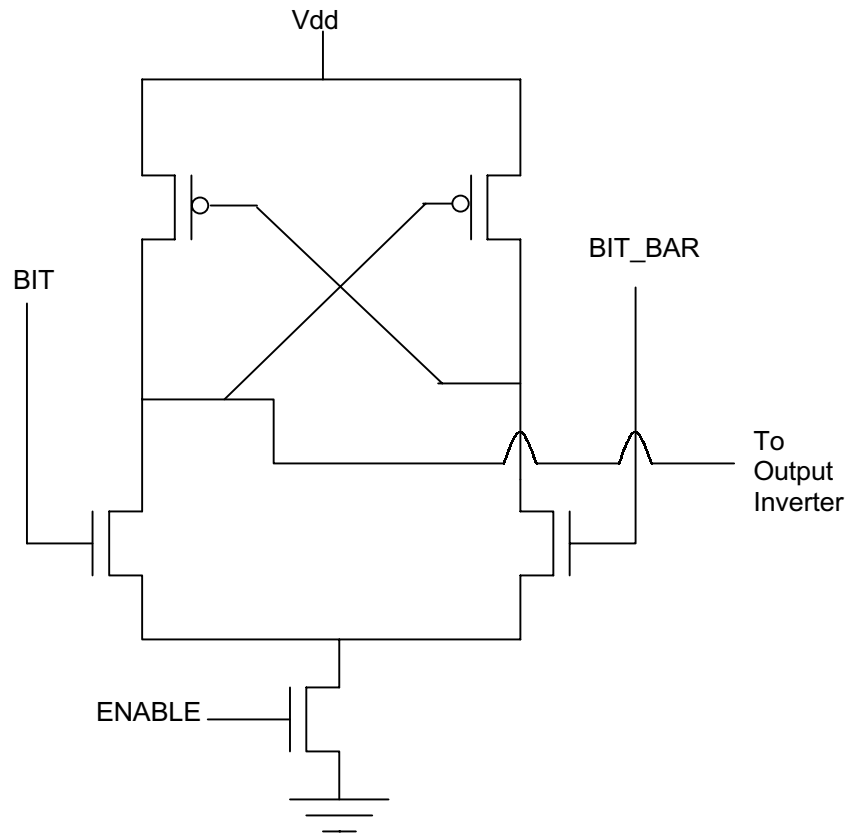 Vdd
BIT_BAR
BIT
To
Output
Inverter
ENABLE